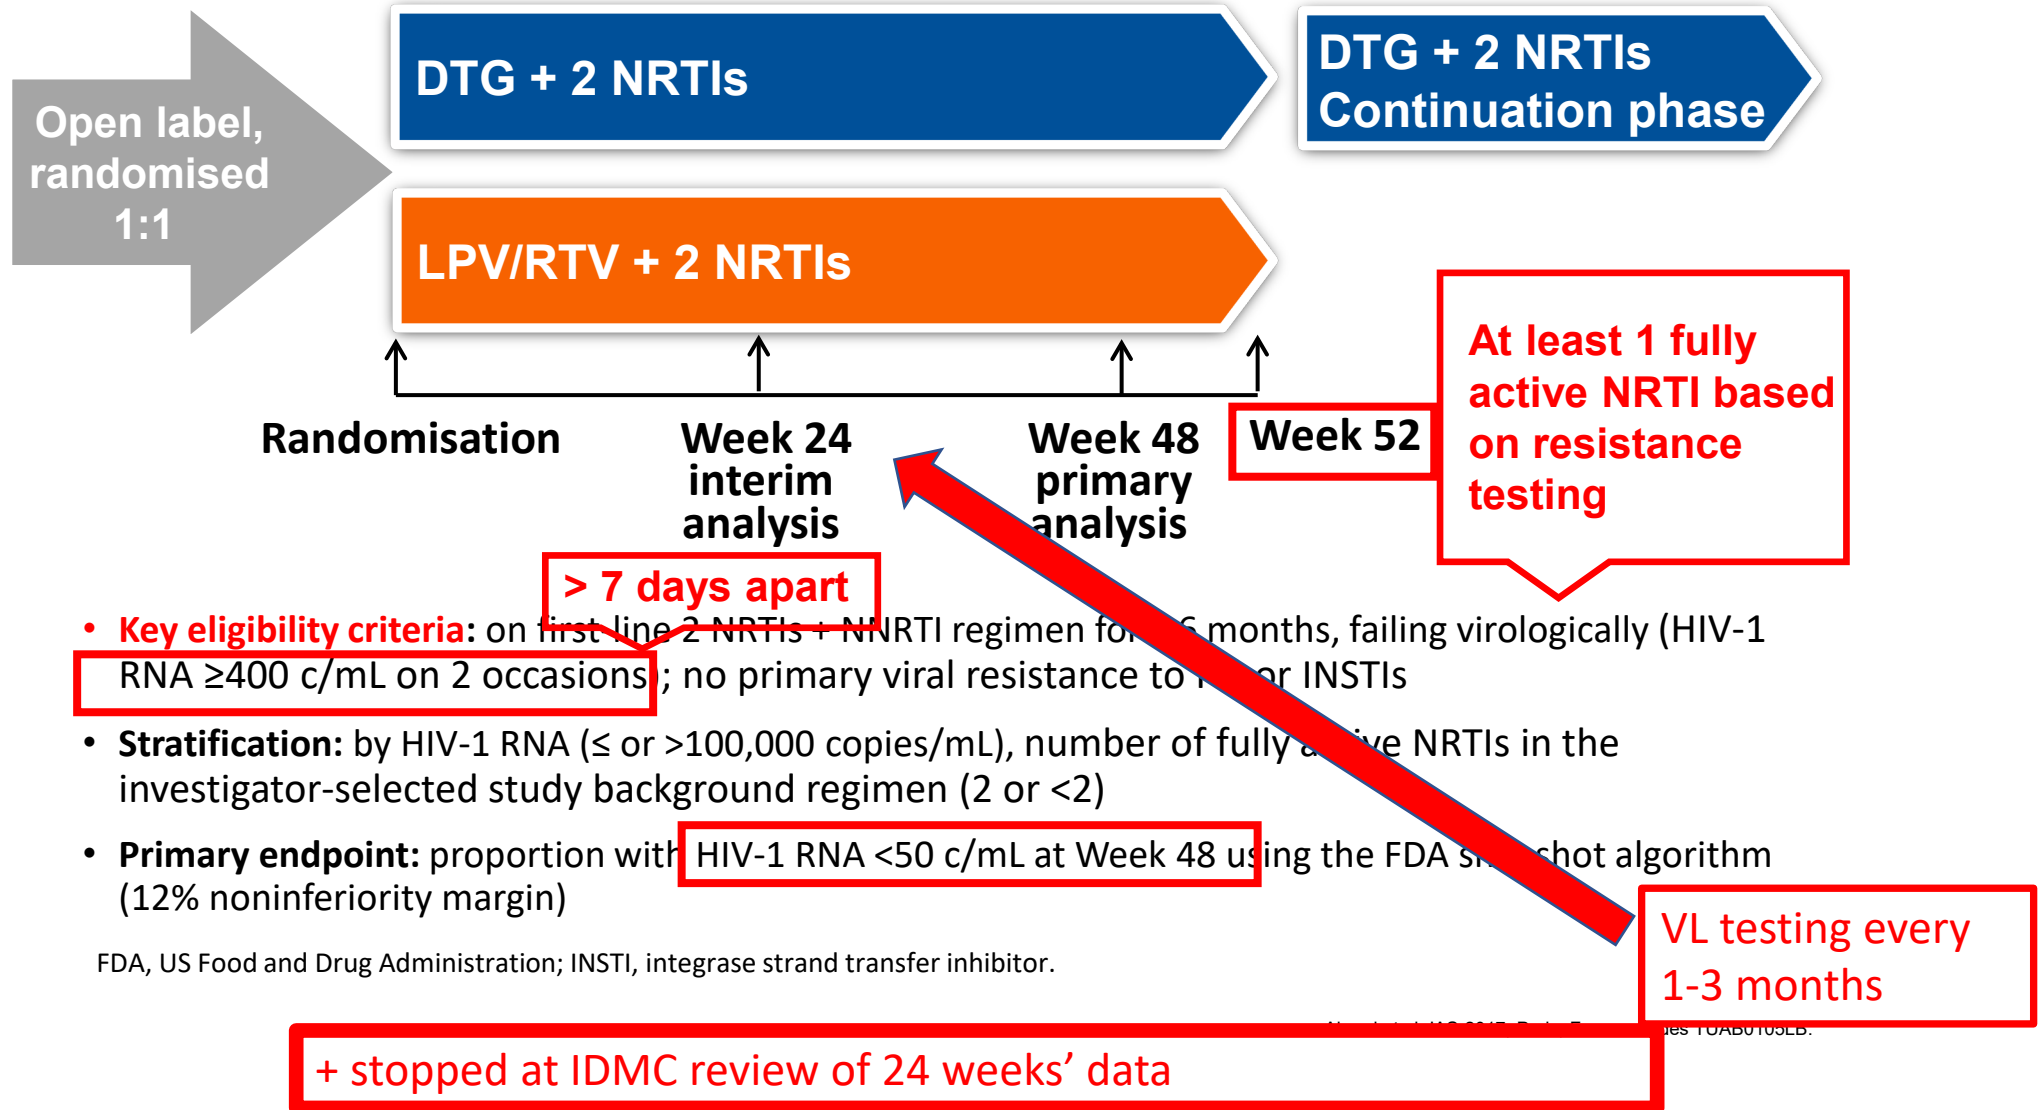 DTG + 2 NRTIs
DTG + 2 NRTIs
Continuation phase
Open label,
randomised
1:1
LPV/RTV + 2 NRTIs
At least 1 fully
active NRTI based
on resistance
testing
Randomisation
Week 24
interim
analysis
Week 48
primary
analysis
Week 52
> 7 days apart
• Key eligibility criteria: on first-line 2 NRTIs + NNRTI regimen for 6 months, failing virologically (HIV-1
RNA ≥400 c/mL on 2 occasions); no primary viral resistance to or INSTIs
• Stratification: by HIV-1 RNA (≤ or >100,000 copies/mL), number of fully active NRTIs in the
investigator-selected study background regimen (2 or <2)
• Primary endpoint: proportion with HIV-1 RNA <50 c/mL at Week 48 using the FDA snapshot algorithm
(12% noninferiority margin)
FDA, US Food and Drug Administration; INSTI, integrase strand transfer inhibitor.
VL testing every
1-3 months
TUAB0105LB.
+ stopped at IDMC review of 24 weeks’ data